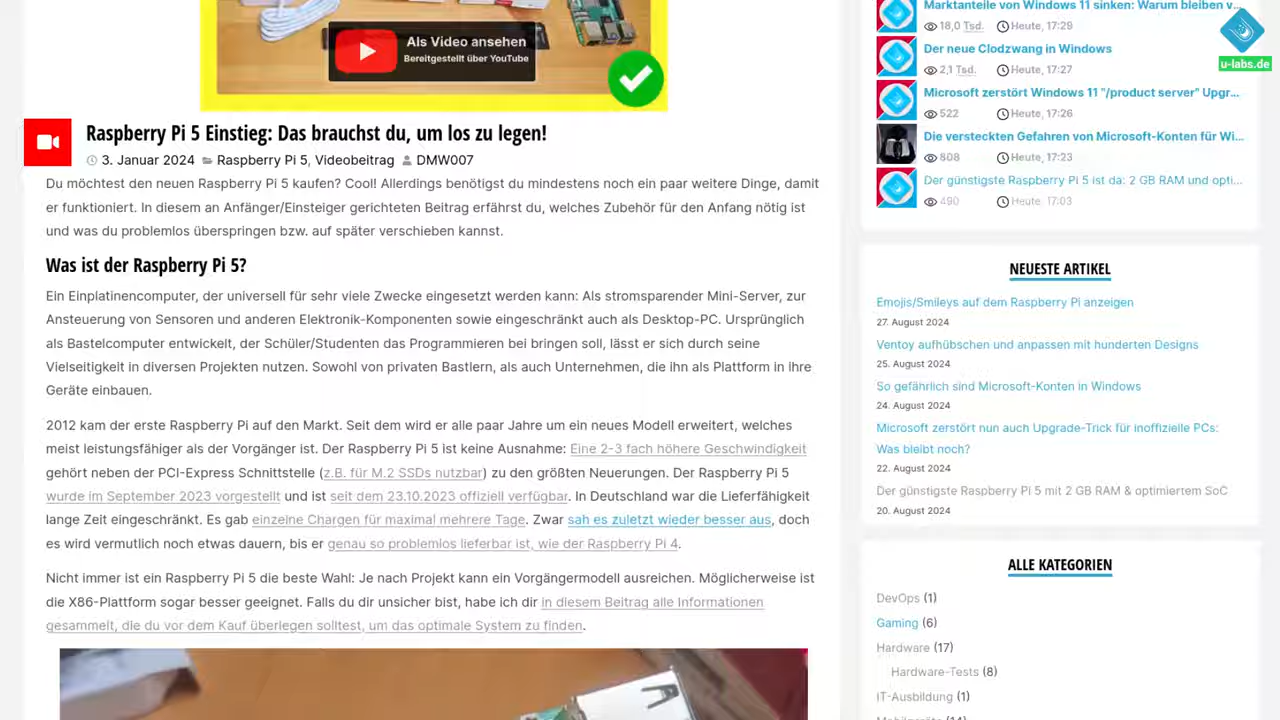 Als Video ansehen
Bereitgestellt über YouTube
Raspberry Pi 5 Einstieg: Das brauchst du, um los zu legen!
3. Januar 2024 Raspberry Pi 5, Videobeitrag DMW007
Du möchtest den neuen Raspberry Pi 5 kaufen? Cool! Allerdings benötigst du mindestens noch ein paar weitere Dinge, damit
er funktioniert. In diesem an Anfänger/Einsteiger gerichteten Beitrag erfährst du, welches Zubehör für den Anfang nötig ist
und was du problemlos überspringen bzw. auf später verschieben kannst.
Was ist der Raspberry Pi 5?
Ein Einplatinencomputer, der universell für sehr viele Zwecke eingesetzt werden kann: Als stromsparender Mini-Server, zur
Ansteuerung von Sensoren und anderen Elektronik-Komponenten sowie eingeschränkt auch als Desktop-PC. Ursprünglich
als Bastelcomputer entwickelt, der Schüler/Studenten das Programmieren bei bringen soll, lässt er sich durch seine
Vielseitigkeit in diversen Projekten nutzen. Sowohl von privaten Bastlern, als auch Unternehmen, die ihn als Plattform in ihre
Geräte einbauen.
2012 kam der erste Raspberry Pi auf den Markt. Seit dem wird er alle paar Jahre um ein neues Modell erweitert, welches
meist leistungsfähiger als der Vorgänger ist. Der Raspberry Pi 5 ist keine Ausnahme: Eine 2-3 fach höhere Geschwindigkeit
gehört neben der PCI-Express Schnittstelle (z.B. für M.2 SSDs nutzbar) zu den größten Neuerungen. Der Raspberry Pi 5
wurde im September 2023 vorgestellt und ist seit dem 23.10.2023 offiziell verfügbar. In Deutschland war die Lieferfähigkeit
lange Zeit eingeschränkt. Es gab einzelne Chargen für maximal mehrere Tage. Zwar sah es zuletzt wieder besser aus, doch
es wird vermutlich noch etwas dauern, bis er genau so problemlos lieferbar ist, wie der Raspberry Pi 4.
Nicht immer ist ein Raspberry Pi 5 die beste Wahl: Je nach Projekt kann ein Vorgängermodell ausreichen. Möglicherweise ist
die X86-Plattform sogar besser geeignet. Falls du dir unsicher bist, habe ich dir in diesem Beitrag alle Informationen
gesammelt, die du vor dem Kauf überlegen solltest, um das optimale System zu finden.
Marktanteile von Windows 11 sinken: Warum bleiben v...
18,0 Tsd. Heute, 17:29
Der neue Clodzwang in Windows
2,1 Tsd. Heute, 17:27
Microsoft zerstört Windows 11 "/product server" Upgr...
522 Heute, 17:26
Die versteckten Gefahren von Microsoft-Konten für Wi...
808 Heute, 17:23
Der günstigste Raspberry Pi 5 ist da: 2 GB RAM und opti...
490 Heute, 17:03
u-labs.de
NEUESTE ARTIKEL
Emojis/Smileys auf dem Raspberry Pi anzeigen
27. August 2024
Ventoy aufhübschen und anpassen mit hunderten Designs
25. August 2024
So gefährlich sind Microsoft-Konten in Windows
24. August 2024
Microsoft zerstört nun auch Upgrade-Trick für inoffizielle PCs:
Was bleibt noch?
22. August 2024
Der günstigste Raspberry Pi 5 mit 2 GB RAM & optimiertem SoC
20. August 2024
ALLE KATEGORIEN
DevOps (1)
Gaming (6)
Hardware (17)
Hardware-Tests (8)
IT-Ausbildung (1)
Mobilgeräte (14)